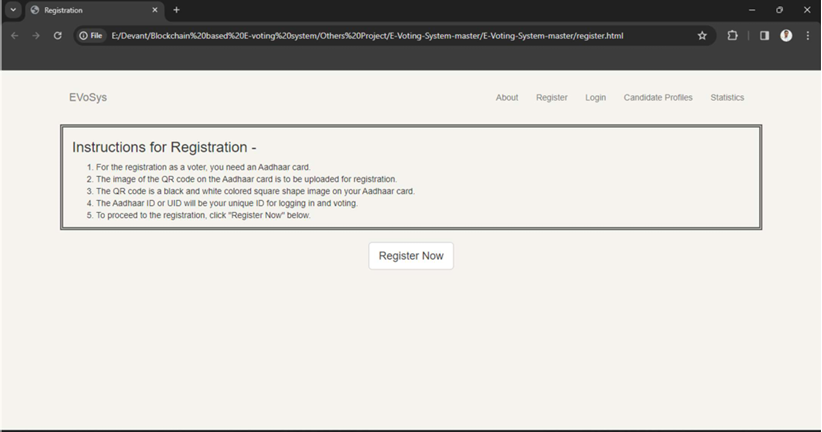 Registration
File E:/Devant/Blockchain%20based%20E-voting%20system/Others%20Project/E-Voting-System-master/E-Voting-System-master/register.html
EVoSys About Register Login Candidate Profiles Statistics
Instructions for Registration -
1. For the registration as a voter, you need an Aadhaar card.
2. The image of the QR code on the Aadhaar card is to be uploaded for registration.
3. The QR code is a black and white colored square shape image on your Aadhaar card.
4. The Aadhaar ID or UID will be your unique ID for logging in and voting.
5. To proceed to the registration, click "Register Now" below.
Register Now